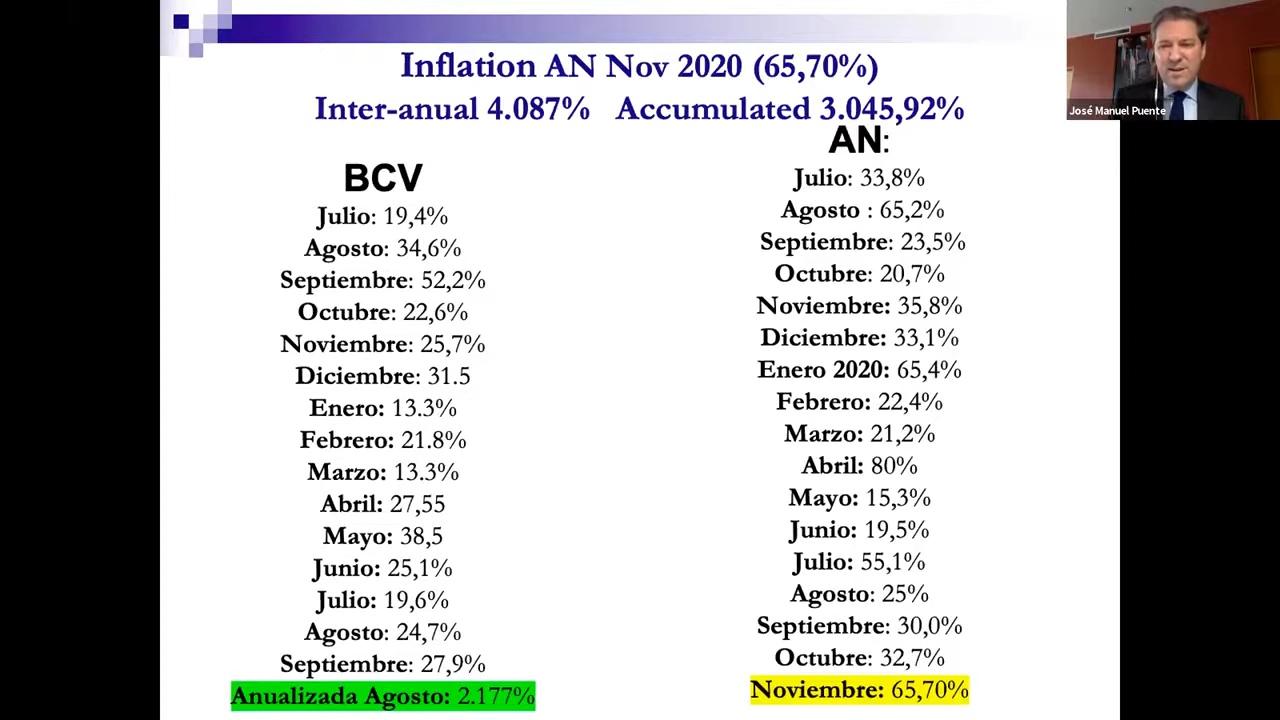 Inflation AN Nov 2020 (65,70%)
Inter-anual 4.087% Accumulated 3.045,92%
BCV
Julio: 19,4%
Agosto: 34,6%
Septiembre: 52,2%
Octubre: 22,6%
Noviembre: 25,7%
Diciembre: 31.5
Enero: 13.3%
Febrero: 21.8%
Marzo: 13.3%
Abril: 27,55
Mayo: 38,5
Junio: 25,1%
Julio: 19,6%
Agosto: 24,7%
Septiembre: 27,9%
Anualizada Agosto: 2.177%
AN:
Julio: 33,8%
Agosto : 65,2%
Septiembre: 23,5%
Octubre: 20,7%
Noviembre: 35,8%
Diciembre: 33,1%
Enero 2020: 65,4%
Febrero: 22,4%
Marzo: 21,2%
Abril: 80%
Mayo: 15,3%
Junio: 19,5%
Julio: 55,1%
Agosto: 25%
Septiembre: 30,0%
Octubre: 32,7%
Noviembre: 65,70%
José Manuel Puente